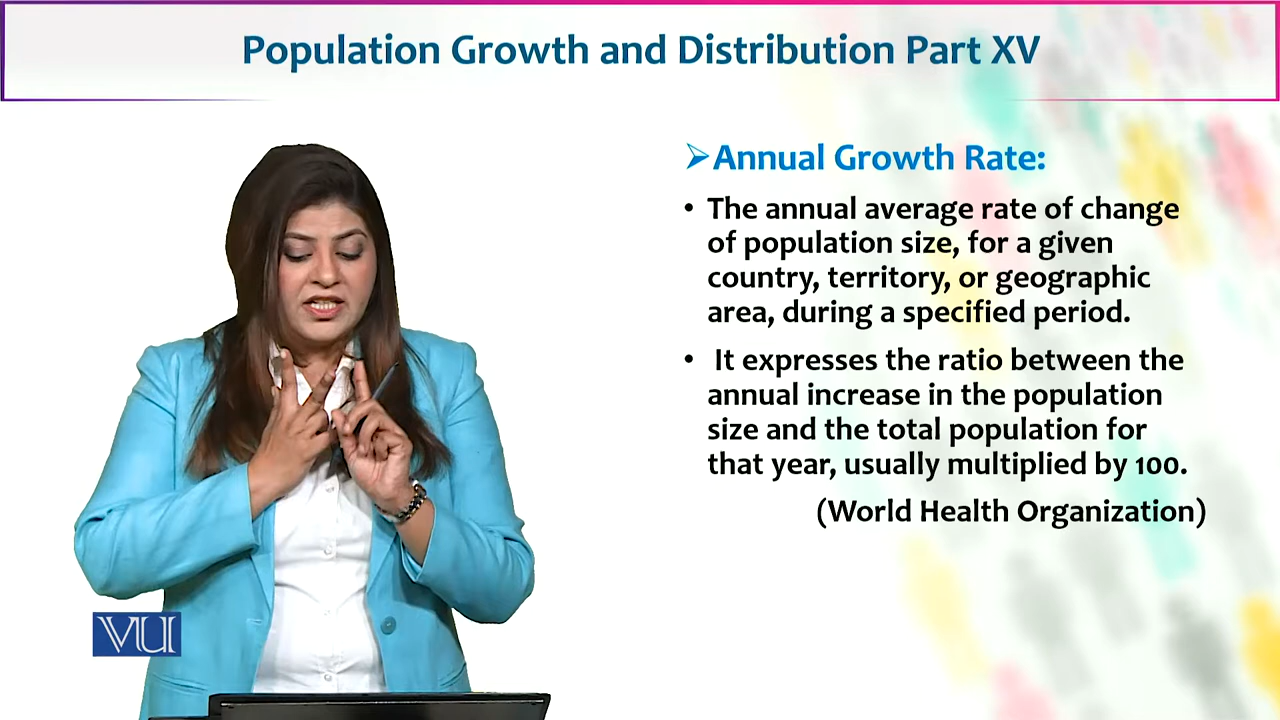 Population Growth and Distribution Part XV
➢Annual Growth Rate:
• The annual average rate of change
of population size, for a given
country, territory, or geographic
area, during a specified period.
• It expresses the ratio between the
annual increase in the population
size and the total population for
that year, usually multiplied by 100.
(World Health Organization)
VU